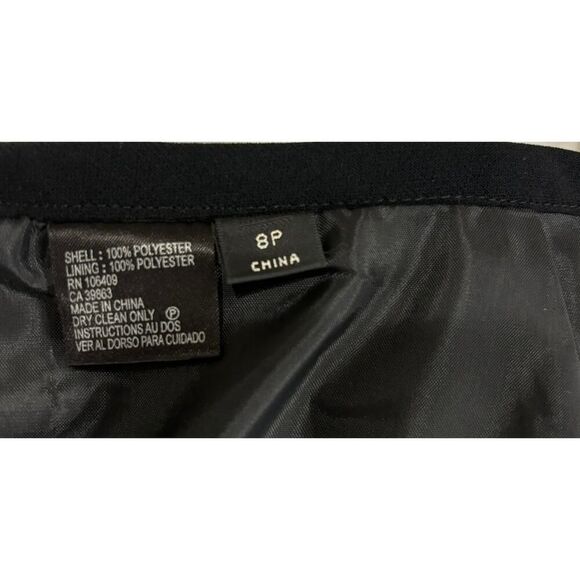 SHELL : 100% POLYESTER
LINING : 100% POLYESTER
RN 106409
CA 39863
MADE IN CHINA
DRY CLEAN ONLY Ⓟ
INSTRUCTIONS AU DOS
VER AL DORSO PARA CUIDADO
8P
CHINA